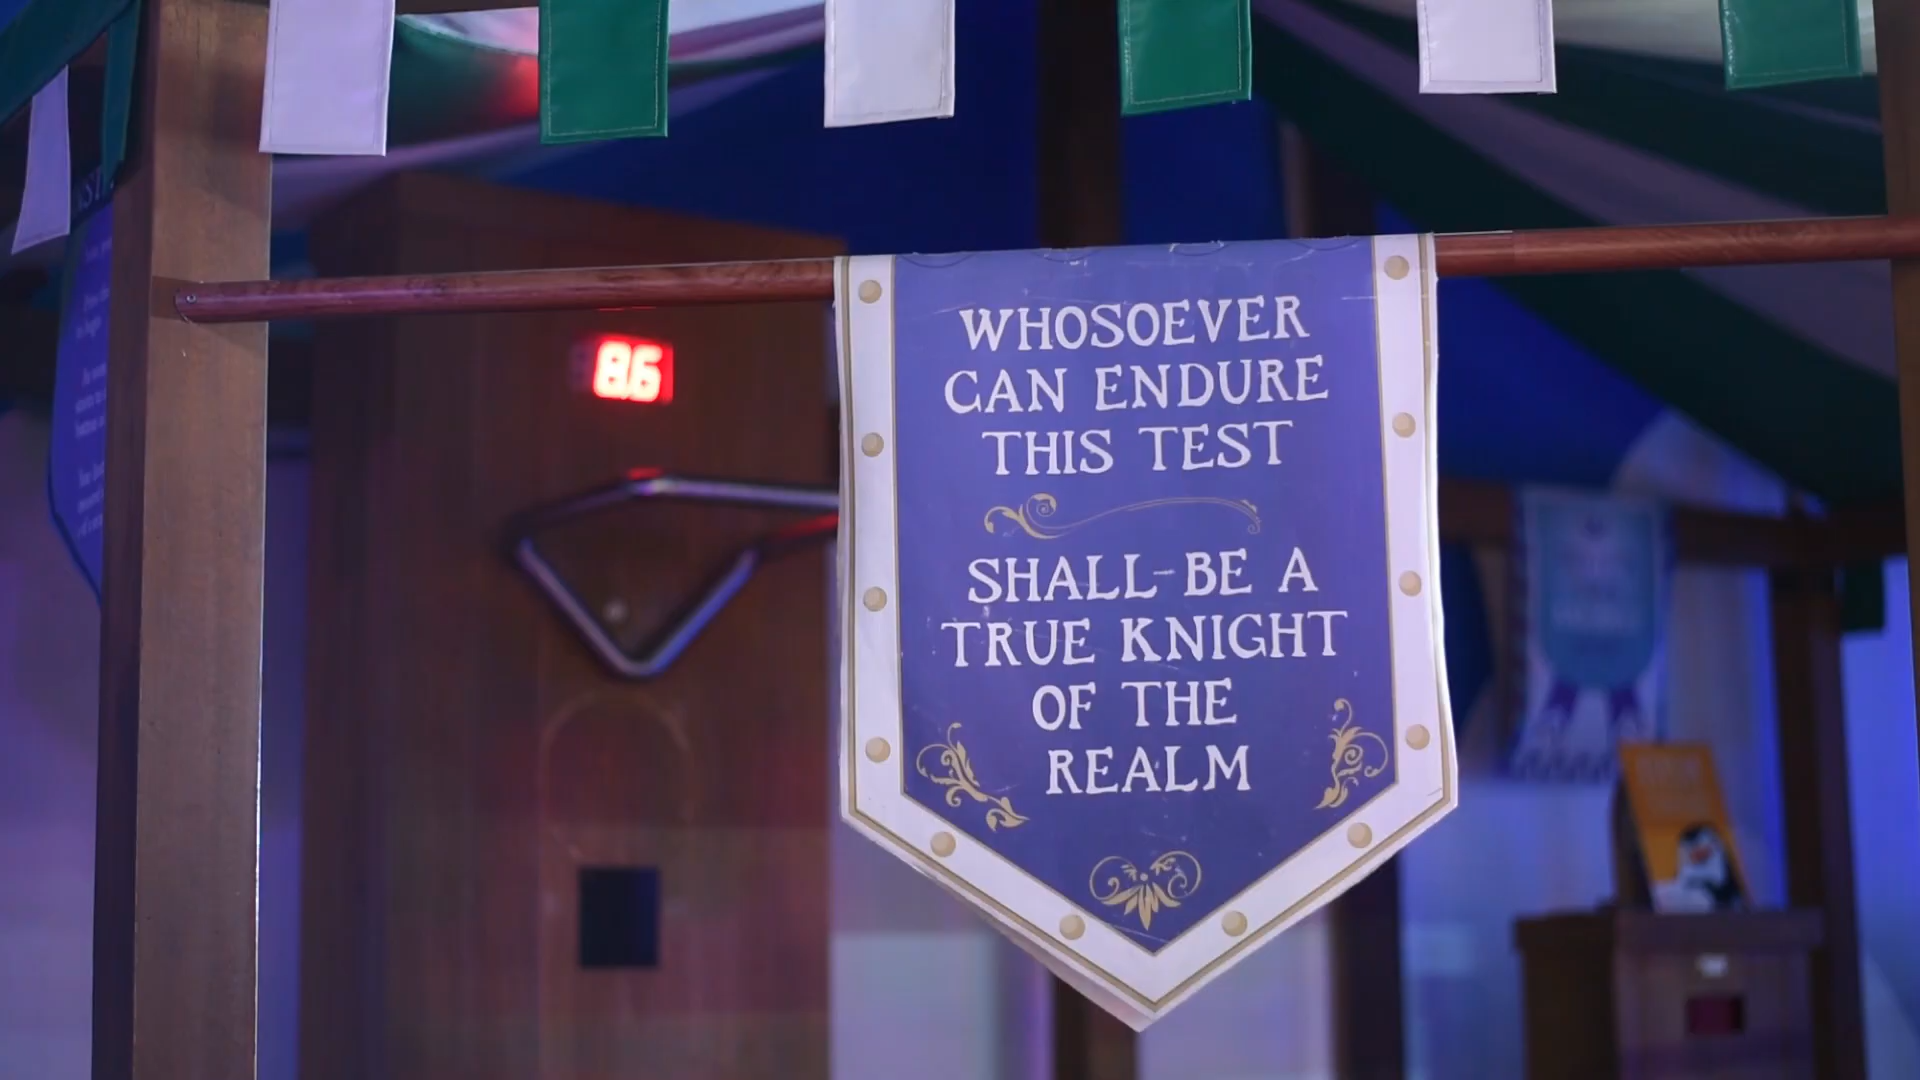 8.6
WHOSOEVER
CAN ENDURE
THIS TEST
SHALL BE A
TRUE KNIGHT
OF THE
REALM